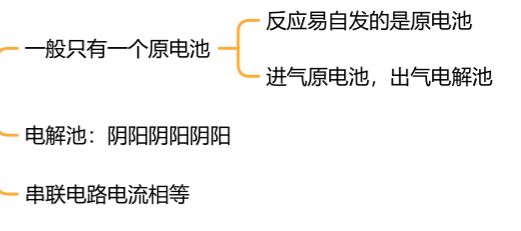 反应易自发的是原电池
一般只有一个原电池
进气原电池，出气电解池
电解池：阴阳阴阳阴阳
串联电路电流相等